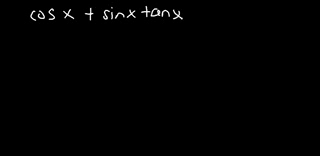 cos x + sinx tanx